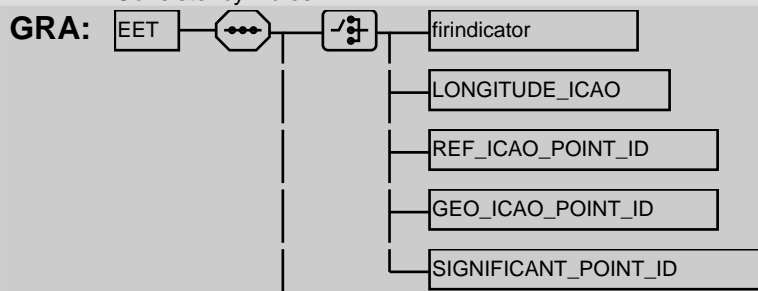 GRA: EET firindicator
LONGITUDE_ICAO
REF_ICAO_POINT_ID
GEO_ICAO_POINT_ID
SIGNIFICANT_POINT_ID